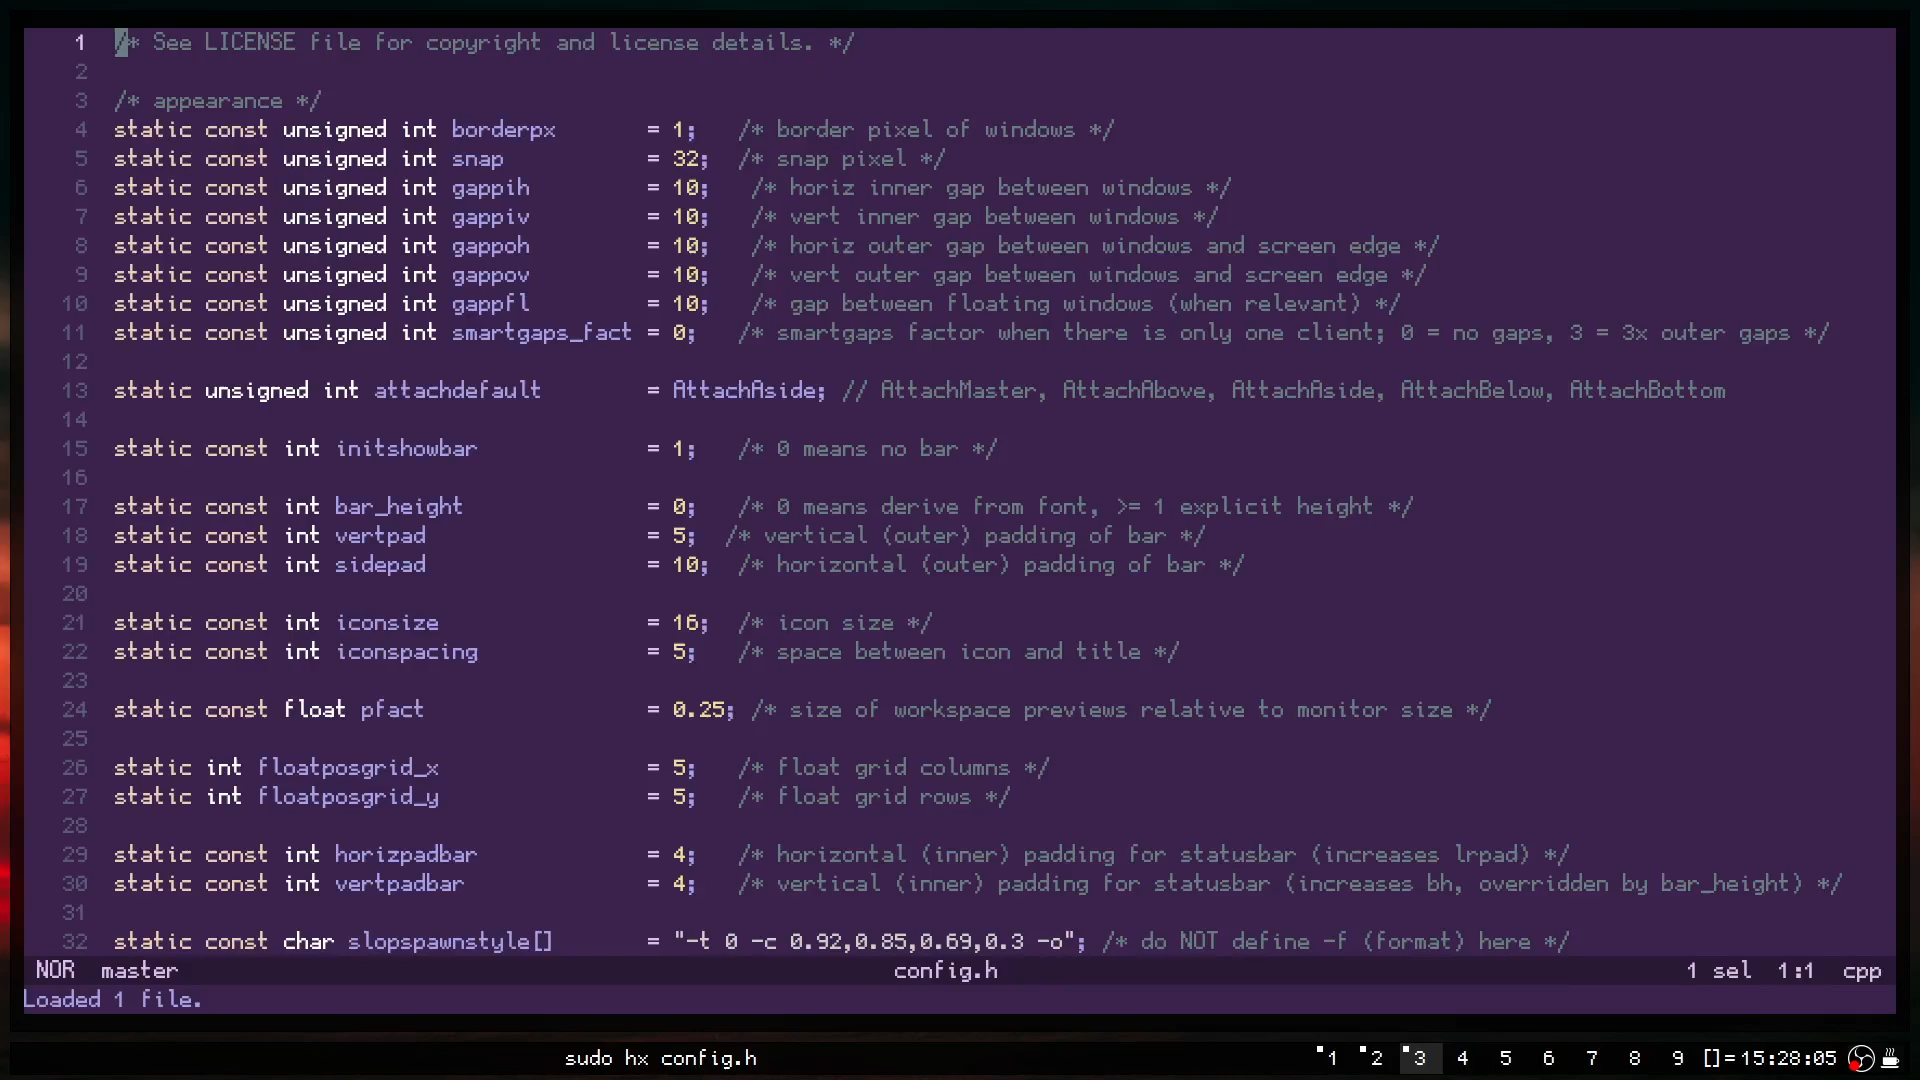 1 /* See LICENSE file for copyright and license details. */
2
3 /* appearance */
4 static const unsigned int borderpx       = 1;   /* border pixel of windows */
5 static const unsigned int snap           = 32;  /* snap pixel */
6 static const unsigned int gappih         = 10;   /* horiz inner gap between windows */
7 static const unsigned int gappiv         = 10;   /* vert inner gap between windows */
8 static const unsigned int gappoh         = 10;   /* horiz outer gap between windows and screen edge */
9 static const unsigned int gappov         = 10;   /* vert outer gap between windows and screen edge */
10 static const unsigned int gappfl         = 10;   /* gap between floating windows (when relevant) */
11 static const unsigned int smartgaps_fact = 0;   /* smartgaps factor when there is only one client; 0 = no gaps, 3 = 3x outer gaps */
12
13 static unsigned int attachdefault        = AttachAside; // AttachMaster, AttachAbove, AttachAside, AttachBelow, AttachBottom
14
15 static const int initshowbar             = 1;   /* 0 means no bar */
16
17 static const int bar_height              = 0;   /* 0 means derive from font, >= 1 explicit height */
18 static const int vertpad                 = 5;  /* vertical (outer) padding of bar */
19 static const int sidepad                 = 10;  /* horizontal (outer) padding of bar */
20
21 static const int iconsize                = 16;  /* icon size */
22 static const int iconspacing             = 5;   /* space between icon and title */
23
24 static const float pfact                 = 0.25; /* size of workspace previews relative to monitor size */
25
26 static int floatposgrid_x                = 5;   /* float grid columns */
27 static int floatposgrid_y                = 5;   /* float grid rows */
28
29 static const int horizpadbar             = 4;   /* horizontal (inner) padding for statusbar (increases lrpad) */
30 static const int vertpadbar              = 4;   /* vertical (inner) padding for statusbar (increases bh, overridden by bar_height) */
31
32 static const char slopspawnstyle[]       = "-t 0 -c 0.92,0.85,0.69,0.3 -o"; /* do NOT define -f (format) here */
NOR master config.h 1 sel 1:1 cpp
Loaded 1 file.
sudo hx config.h 1 2 3 4 5 6 7 8 9 []= 15:28:05